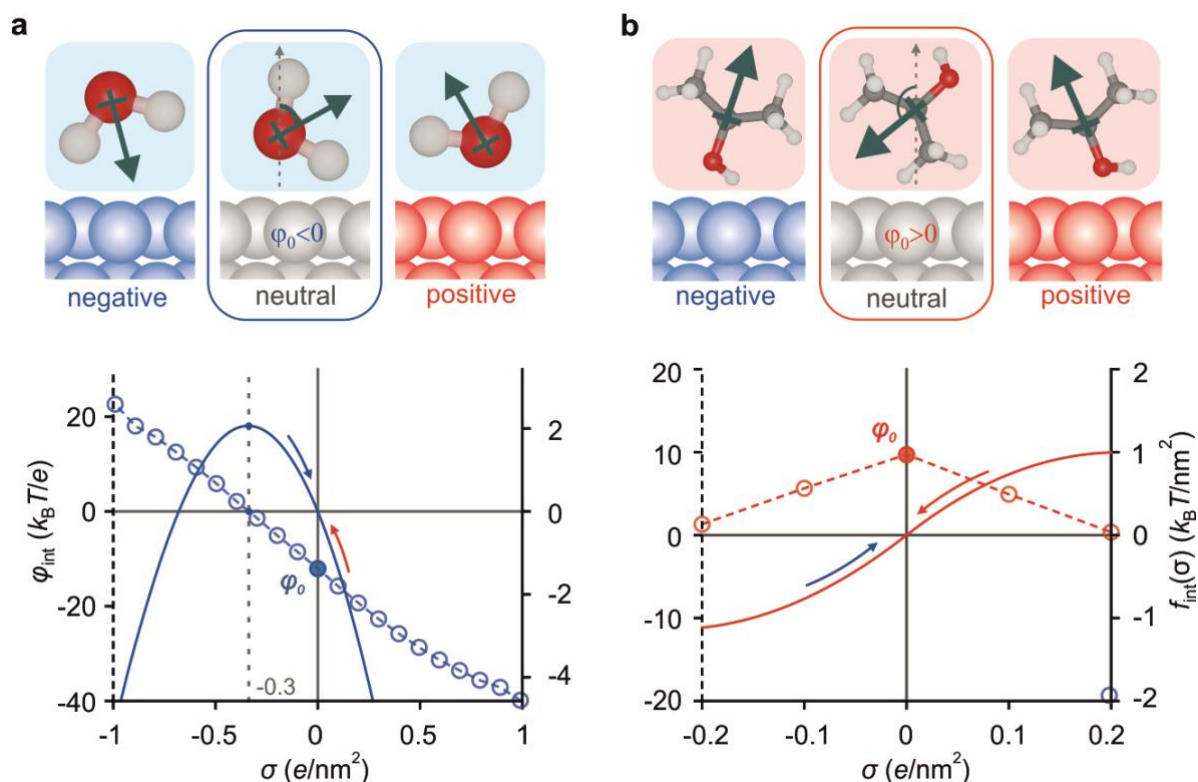 a
φ0<0
negative
neutral
positive
20
0
-20
-40
φint (kBT/e)
φ0
-0.3
2
0
-2
-4
-1
-0.5
0
0.5
1
σ (e/nm2)
b
φ0>0
negative
neutral
positive
20
10
0
-10
-20
φ0
2
1
0
-1
-2
fint(σ) (kBT/nm2)
-0.2
-0.1
0
0.1
0.2
σ (e/nm2)